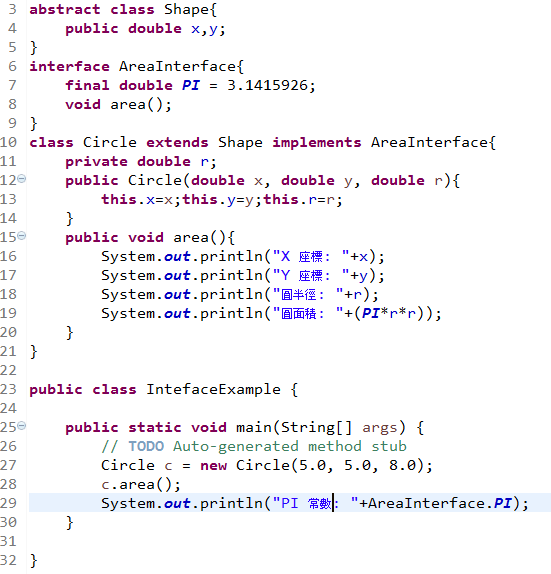 3 abstract class Shape{
4     public double x,y;
5 }
6 interface AreaInterface{
7     final double PI = 3.1415926;
8     void area();
9 }
10 class Circle extends Shape implements AreaInterface{
11     private double r;
12     public Circle(double x, double y, double r){
13         this.x=x;this.y=y;this.r=r;
14     }
15     public void area(){
16         System.out.println("X 座標: "+x);
17         System.out.println("Y 座標: "+y);
18         System.out.println("圓半徑: "+r);
19         System.out.println("圓面積: "+(PI*r*r));
20     }
21 }
22
23 public class IntefaceExample {
24
25     public static void main(String[] args) {
26         // TODO Auto-generated method stub
27         Circle c = new Circle(5.0, 5.0, 8.0);
28         c.area();
29         System.out.println("PI 常數: "+AreaInterface.PI);
30     }
31
32 }